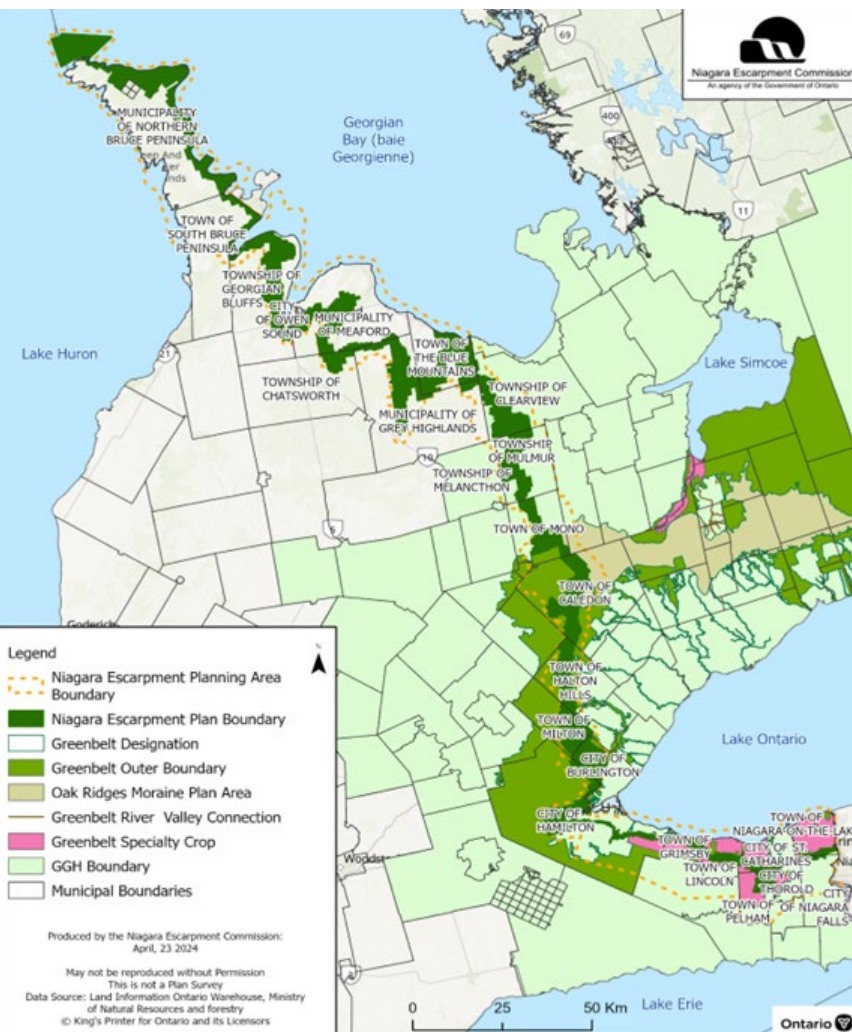 Niagara Escarpment Commission
An agency of the Government of Ontario
69
MUNICIPALITY
OF NORTHERN
BRUCE PENINSULA
Georgian
Bay (baie
Georgienne)
400
11
TOWN OF
SOUTH BRUCE
PENINSULA
TOWNSHIP OF
GEORGIAN
BLUFFS
CITY
OF OWEN
SOUND
MUNICIPALITY
OF MEAFORD
Lake Huron
21
TOWN OF
THE BLUE
MOUNTAINS
Lake Simcoe
TOWNSHIP OF
CHATSWORTH
TOWNSHIP OF
CLEARVIEW
MUNICIPALITY OF
GREY HIGHLANDS
10
TOWNSHIP
OF MULMUR
TOWNSHIP OF
MELANCTHON
6
TOWN OF MONO
TOWN OF
CALEDON
TOWN OF
HALTON
HILLS
TOWN OF
MILTON
CITY OF
BURLINGTON
Lake Ontario
CITY OF
HAMILTON
TOWN OF
GRIMSBY
TOWN OF
LINCOLN
TOWN OF
NIAGARA ON THE LAK
CITY OF ST.
CATHARINES
CITY OF
THOROLD
TOWN OF
PELHAM
CITY
OF NIAGARA
FALLS
Woodst
Lake Erie
Legend
N
Niagara Escarpment Planning Area
Boundary
Niagara Escarpment Plan Boundary
Greenbelt Designation
Greenbelt Outer Boundary
Oak Ridges Moraine Plan Area
Greenbelt River Valley Connection
Greenbelt Specialty Crop
GGH Boundary
Municipal Boundaries
Produced by the Niagara Escarpment Commission:
April, 23 2024
May not be reproduced without Permission
This is not a Plan Survey
Data Source: Land Information Ontario Warehouse, Ministry
of Natural Resources and forestry
© King's Printer for Ontario and its Licensors
0 25 50 Km
Ontario